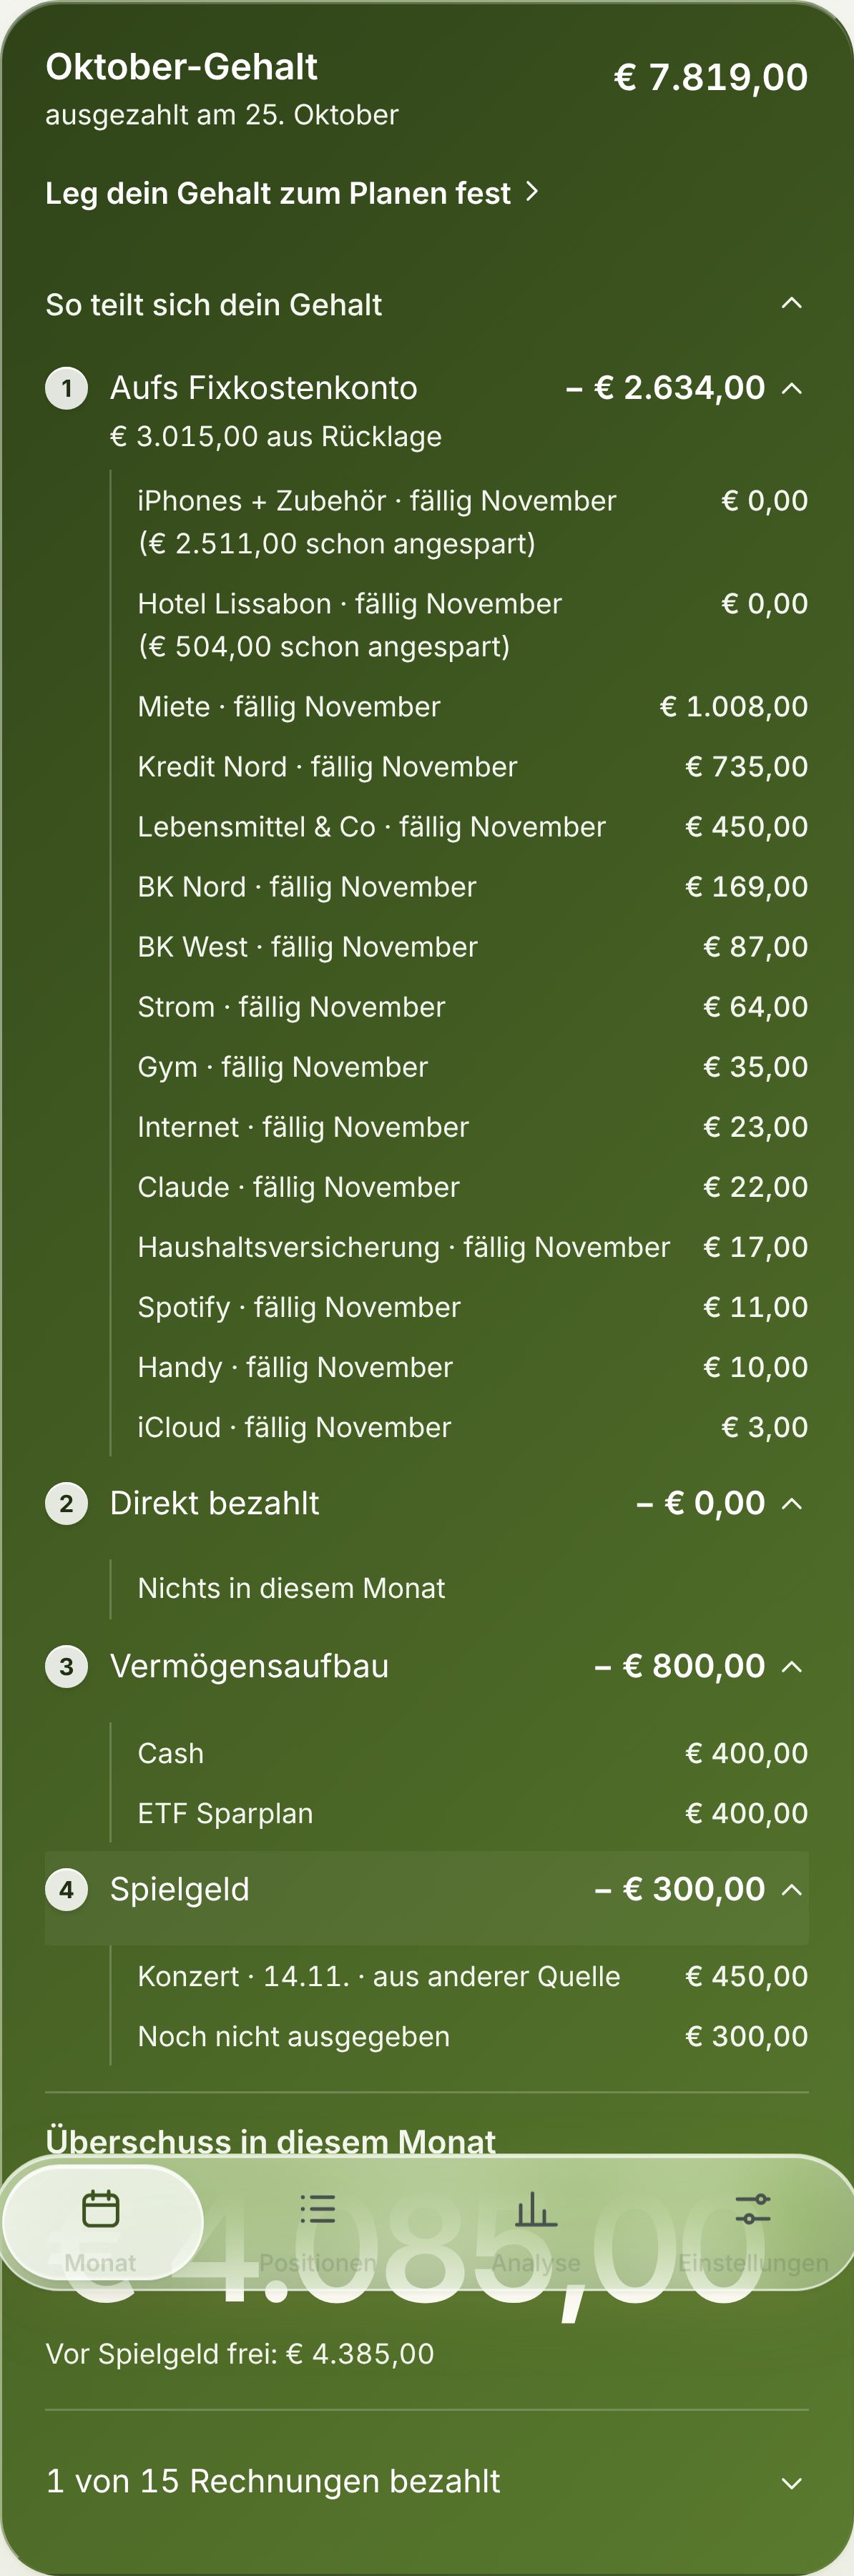 Oktober-Gehalt
€ 7.819,00
ausgezahlt am 25. Oktober
Leg dein Gehalt zum Planen fest
So teilt sich dein Gehalt
1 Aufs Fixkostenkonto – € 2.634,00
€ 3.015,00 aus Rücklage
iPhones + Zubehör · fällig November € 0,00
(€ 2.511,00 schon angespart)
Hotel Lissabon · fällig November € 0,00
(€ 504,00 schon angespart)
Miete · fällig November € 1.008,00
Kredit Nord · fällig November € 735,00
Lebensmittel & Co · fällig November € 450,00
BK Nord · fällig November € 169,00
BK West · fällig November € 87,00
Strom · fällig November € 64,00
Gym · fällig November € 35,00
Internet · fällig November € 23,00
Claude · fällig November € 22,00
Haushaltsversicherung · fällig November € 17,00
Spotify · fällig November € 11,00
Handy · fällig November € 10,00
iCloud · fällig November € 3,00
2 Direkt bezahlt – € 0,00
Nichts in diesem Monat
3 Vermögensaufbau – € 800,00
Cash € 400,00
ETF Sparplan € 400,00
4 Spielgeld – € 300,00
Konzert · 14.11. · aus anderer Quelle € 450,00
Noch nicht ausgegeben € 300,00
Überschuss in diesem Monat
€ 4.085,00
Monat Positionen Analyse Einstellungen
Vor Spielgeld frei: € 4.385,00
1 von 15 Rechnungen bezahlt